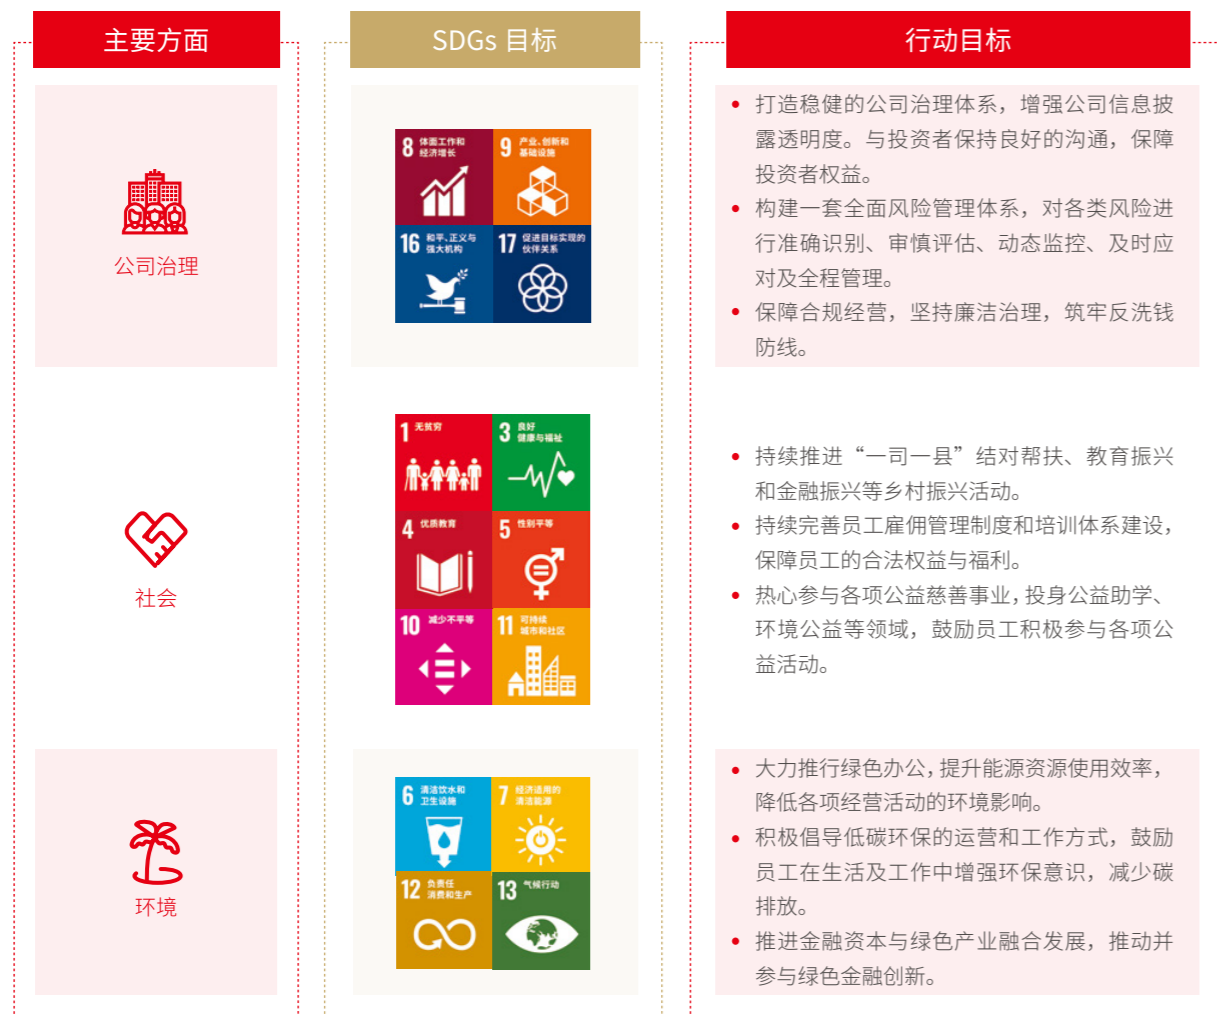 主要方面
SDGs 目标
行动目标
公司治理
8 体面工作和
经济增长
9 产业、创新和
基础设施
16 和平、正义与
强大机构
17 促进目标实现的
伙伴关系
• 打造稳健的公司治理体系，增强公司信息披
露透明度。与投资者保持良好的沟通，保障
投资者权益。
• 构建一套全面风险管理体系，对各类风险进
行准确识别、审慎评估、动态监控、及时应
对及全程管理。
• 保障合规经营，坚持廉洁治理，筑牢反洗钱
防线。
社会
1 无贫穷
3 良好
健康与福祉
4 优质教育
5 性别平等
10 减少不平等
11 可持续
城市和社区
• 持续推进“一司一县”结对帮扶、教育振兴
和金融振兴等乡村振兴活动。
• 持续完善员工雇佣管理制度和培训体系建设，
保障员工的合法权益与福利。
• 热心参与各项公益慈善事业，投身公益助学、
环境公益等领域，鼓励员工积极参与各项公
益活动。
环境
6 清洁饮水和
卫生设施
7 经济适用的
清洁能源
12 负责任
消费和生产
13 气候行动
• 大力推行绿色办公，提升能源资源使用效率，
降低各项经营活动的环境影响。
• 积极倡导低碳环保的运营和工作方式，鼓励
员工在生活及工作中增强环保意识，减少碳
排放。
• 推进金融资本与绿色产业融合发展，推动并
参与绿色金融创新。